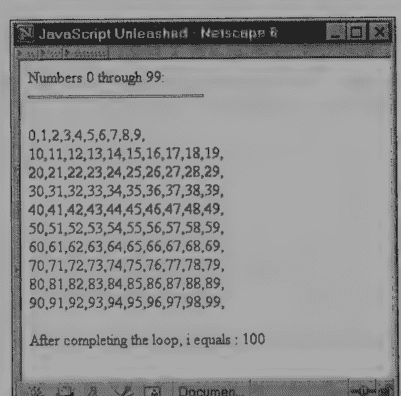 JavaScript Unleashed - Netscape 6
Numbers 0 through 99:
0,1,2,3,4,5,6,7,8,9,
10,11,12,13,14,15,16,17,18,19,
20,21,22,23,24,25,26,27,28,29,
30,31,32,33,34,35,36,37,38,39,
40,41,42,43,44,45,46,47,48,49,
50,51,52,53,54,55,56,57,58,59,
60,61,62,63,64,65,66,67,68,69,
70,71,72,73,74,75,76,77,78,79,
80,81,82,83,84,85,86,87,88,89,
90,91,92,93,94,95,96,97,98,99,
After completing the loop, i equals : 100
Documen...